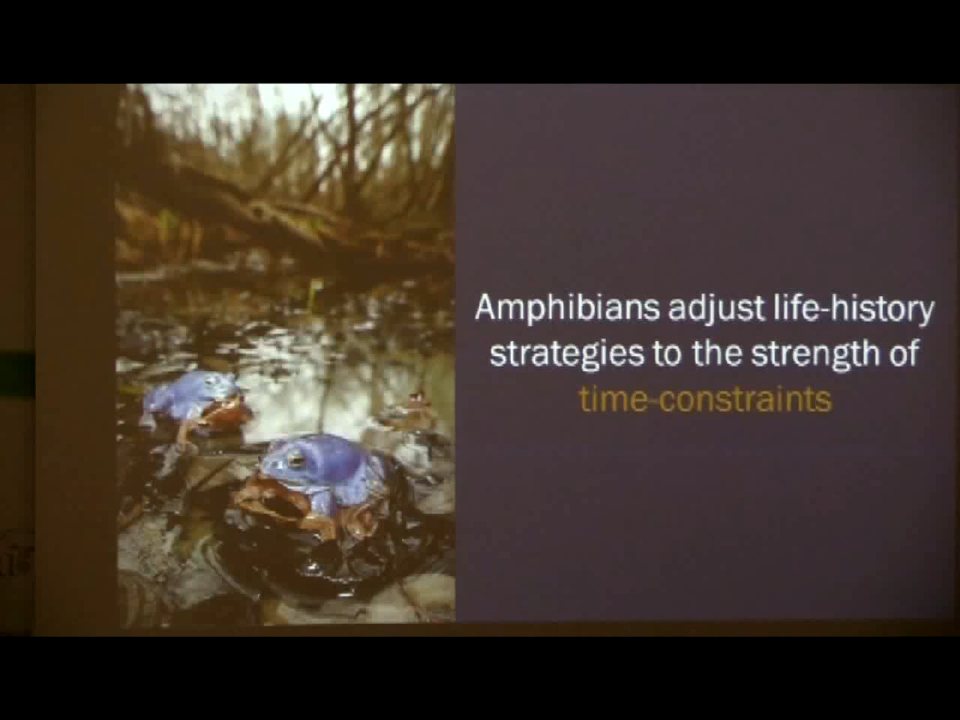 Amphibians adjust life-history
strategies to the strength of
time-constraints